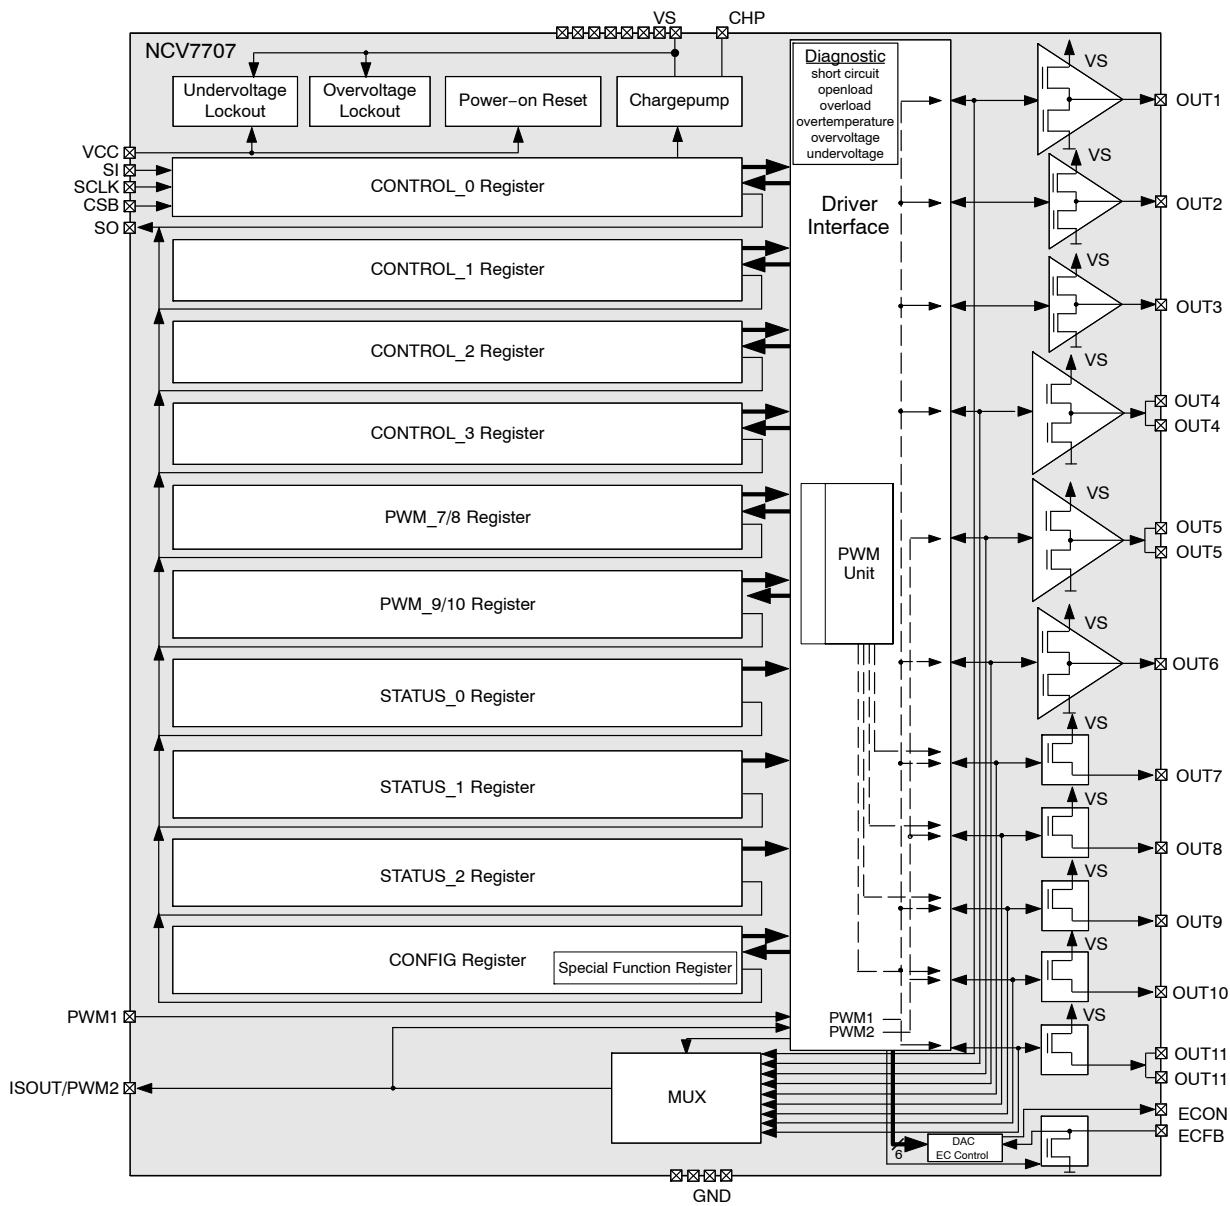 VS
CHP
NCV7707
Undervoltage
Lockout
Overvoltage
Lockout
Power-on Reset
Chargepump
Diagnostic
short circuit
openload
overload
overtemperature
overvoltage
undervoltage
Driver
Interface
VCC
SI
SCLK
CSB
SO
CONTROL_0 Register
CONTROL_1 Register
CONTROL_2 Register
CONTROL_3 Register
PWM_7/8 Register
PWM_9/10 Register
STATUS_0 Register
STATUS_1 Register
STATUS_2 Register
CONFIG Register
Special Function Register
PWM
Unit
PWM1
PWM2
PWM1
ISOUT/PWM2
MUX
6
DAC
EC Control
VS
OUT1
VS
OUT2
VS
OUT3
VS
OUT4
OUT4
VS
OUT5
OUT5
VS
OUT6
VS
OUT7
VS
OUT8
VS
OUT9
VS
OUT10
VS
OUT11
OUT11
ECON
ECFB
GND